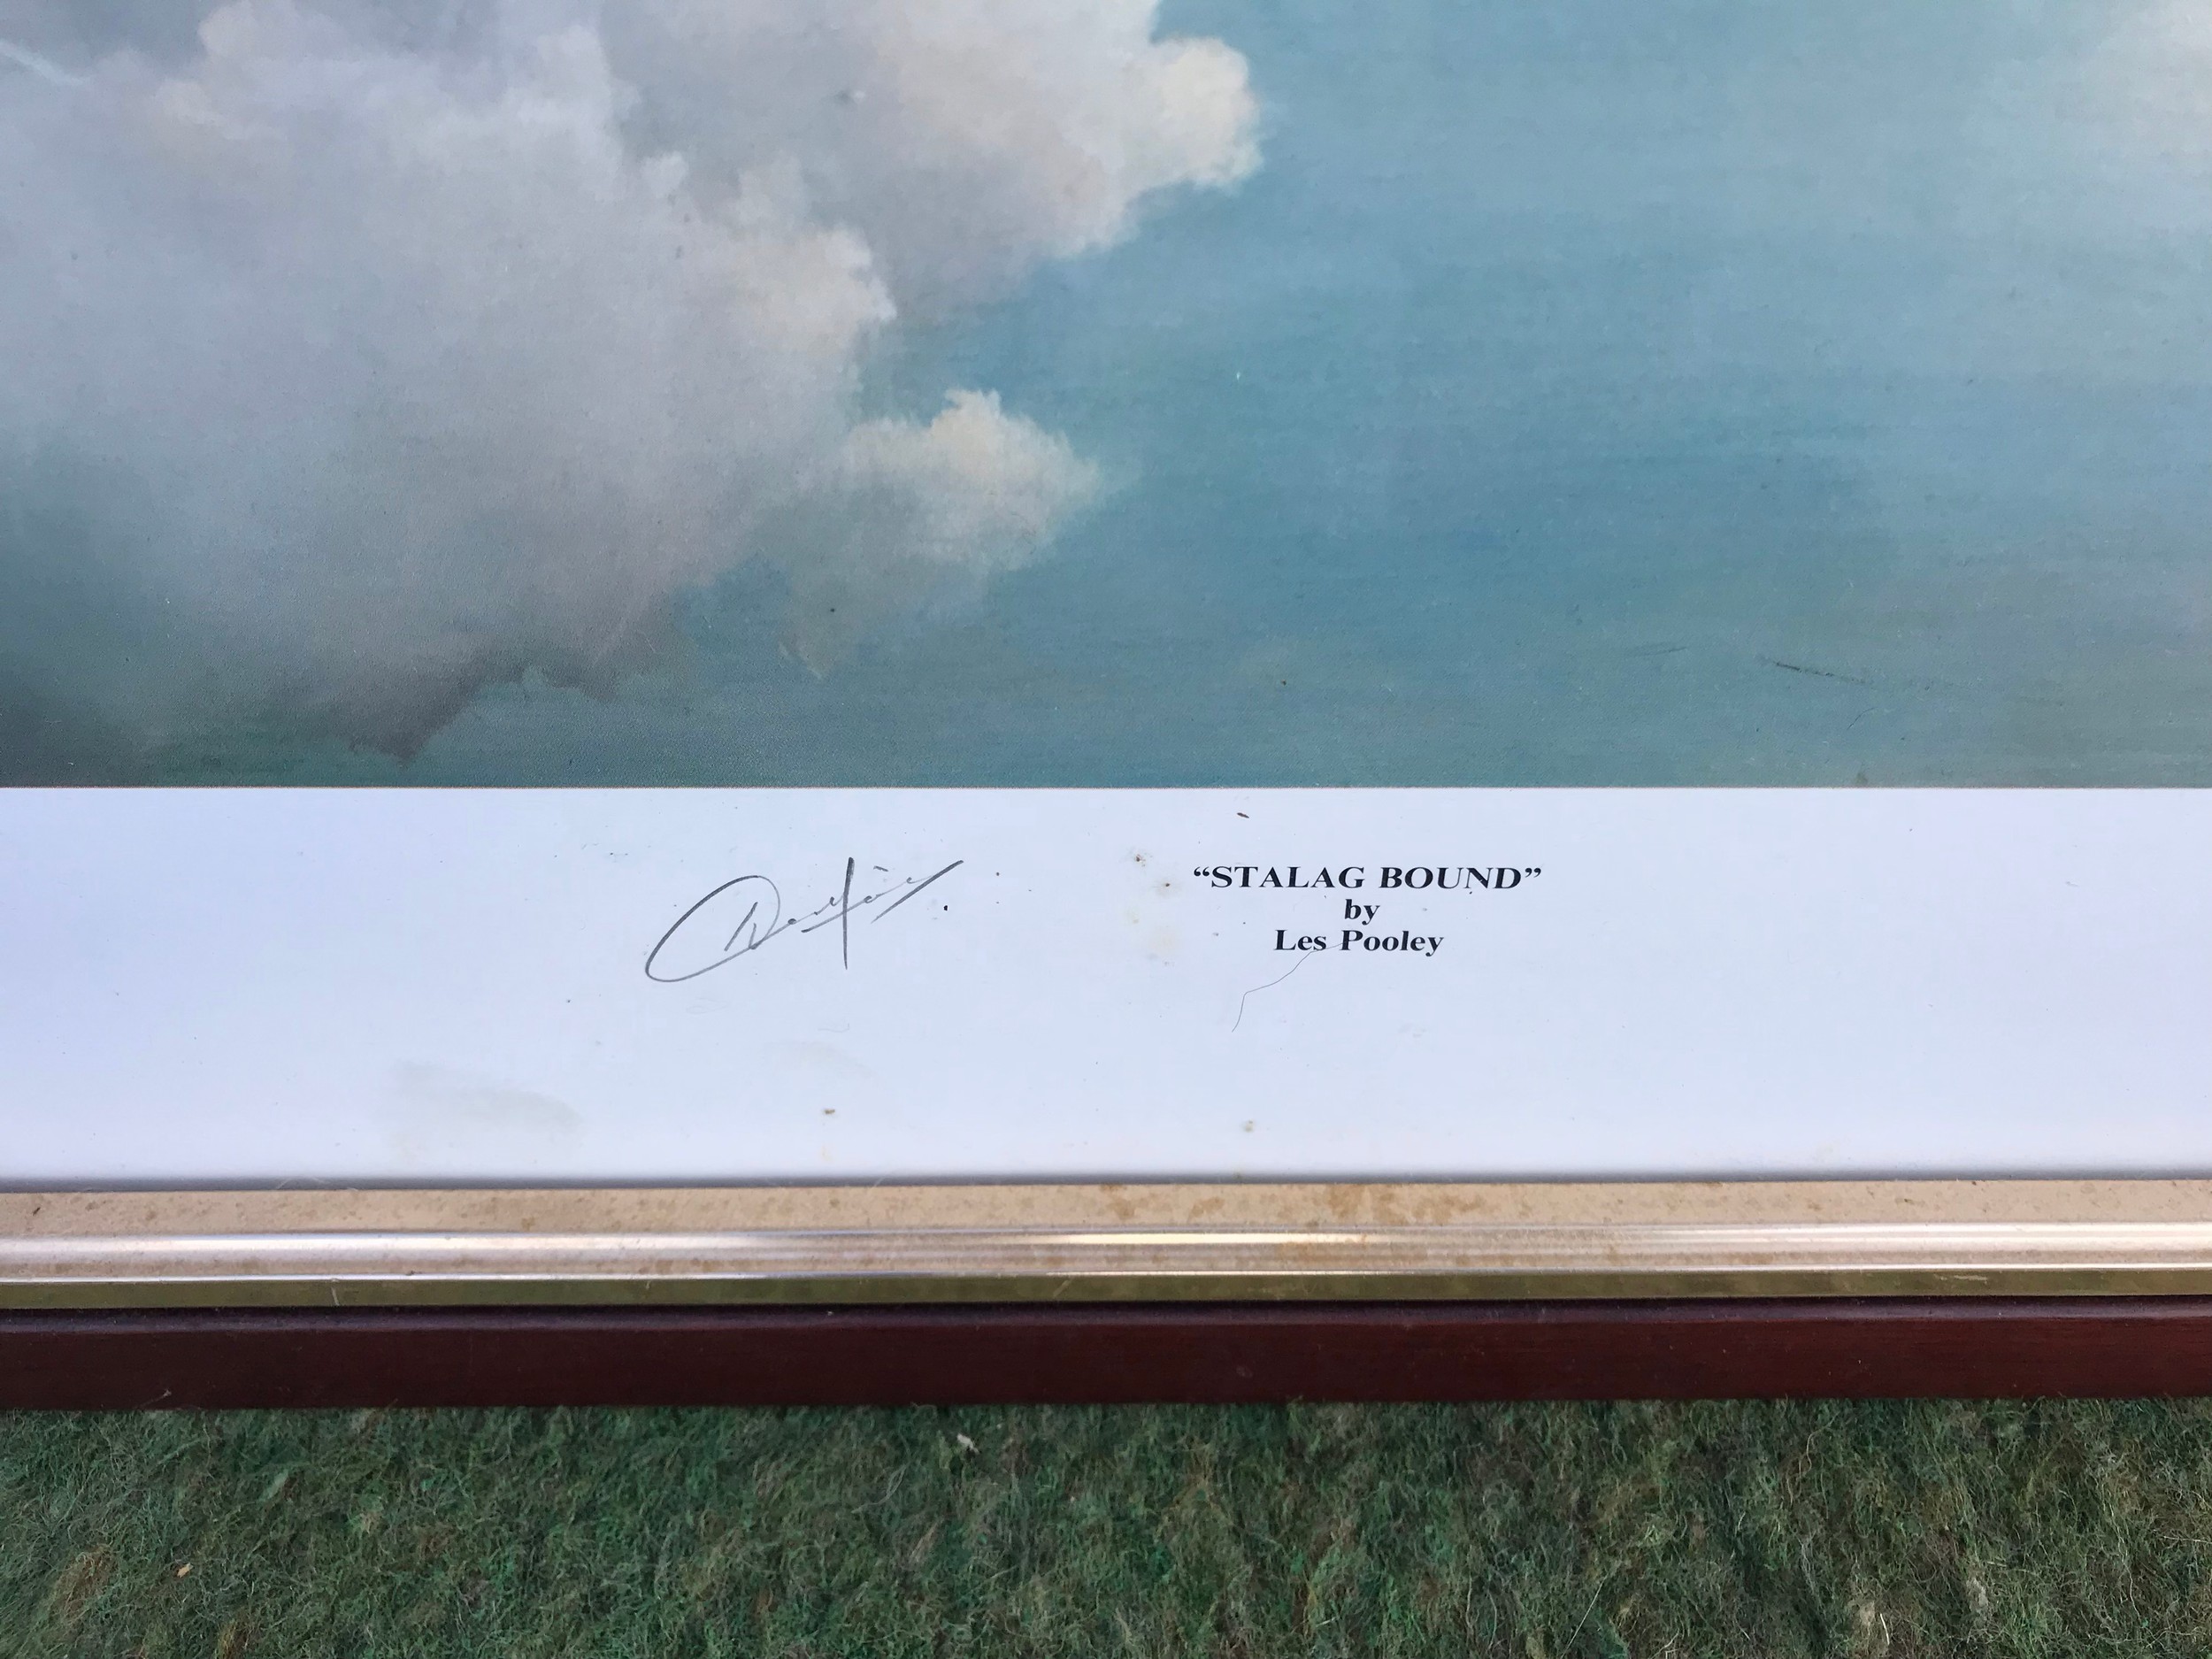 “STALAG BOUND”
by
Les Pooley